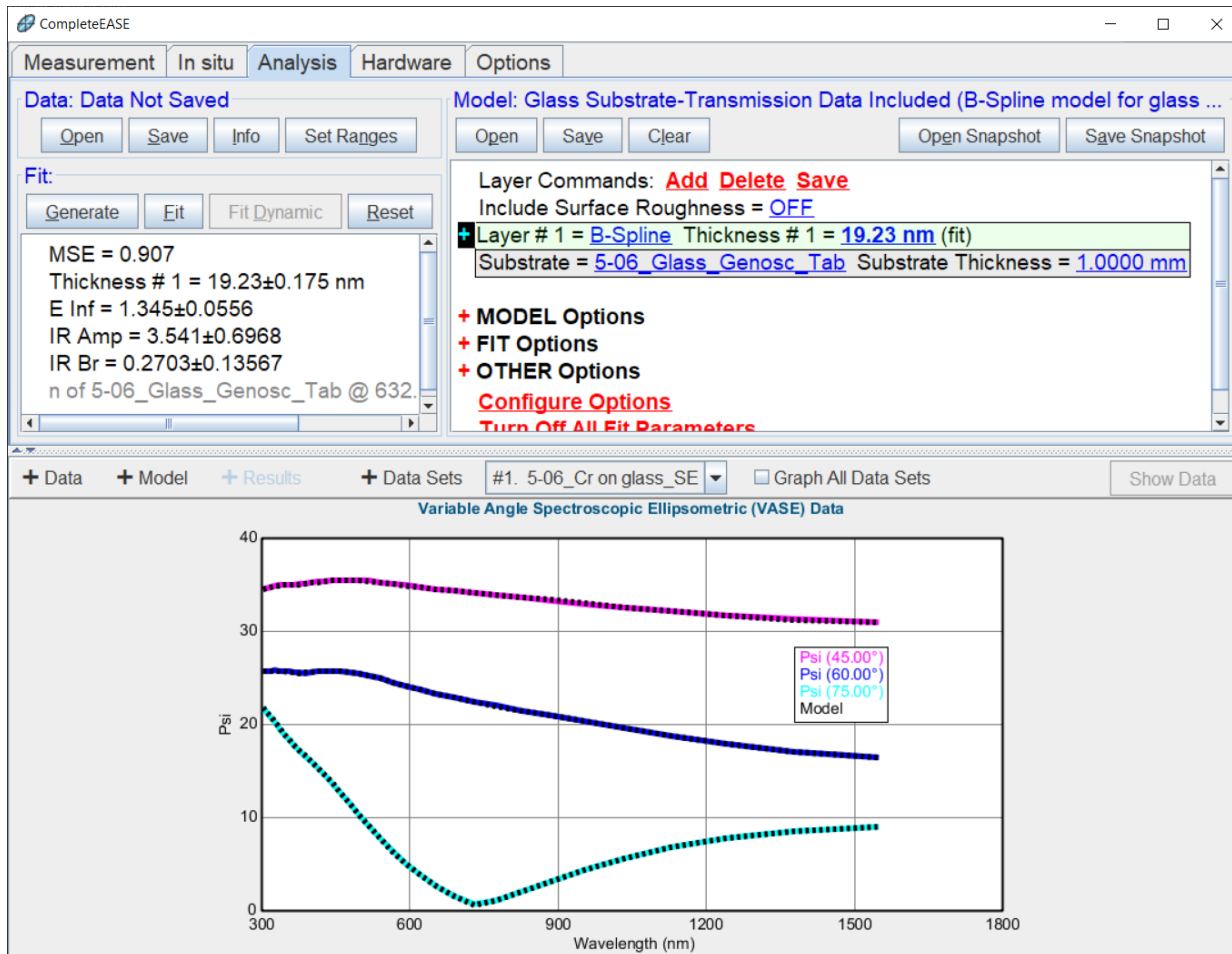 CompleteEASE
Measurement In situ Analysis Hardware Options
Data: Data Not Saved
Open Save Info Set Ranges
Fit:
Generate Fit Fit Dynamic Reset
MSE = 0.907
Thickness # 1 = 19.23±0.175 nm
E Inf = 1.345±0.0556
IR Amp = 3.541±0.6968
IR Br = 0.2703±0.13567
n of 5-06_Glass_Genosc_Tab @ 632.
Model: Glass Substrate-Transmission Data Included (B-Spline model for glass ...
Open Save Clear Open Snapshot Save Snapshot
Layer Commands: Add Delete Save
Include Surface Roughness = OFF
+ Layer # 1 = B-Spline Thickness # 1 = 19.23 nm (fit)
Substrate = 5-06_Glass_Genosc_Tab Substrate Thickness = 1.0000 mm
+ MODEL Options
+ FIT Options
+ OTHER Options
Configure Options
Turn Off All Fit Parameters
+ Data + Model + Results + Data Sets #1. 5-06_Cr on glass_SE Graph All Data Sets Show Data
Variable Angle Spectroscopic Ellipsometric (VASE) Data
40
30
20
10
0
Psi
Psi (45.00°)
Psi (60.00°)
Psi (75.00°)
Model
300 600 900 1200 1500 1800
Wavelength (nm)